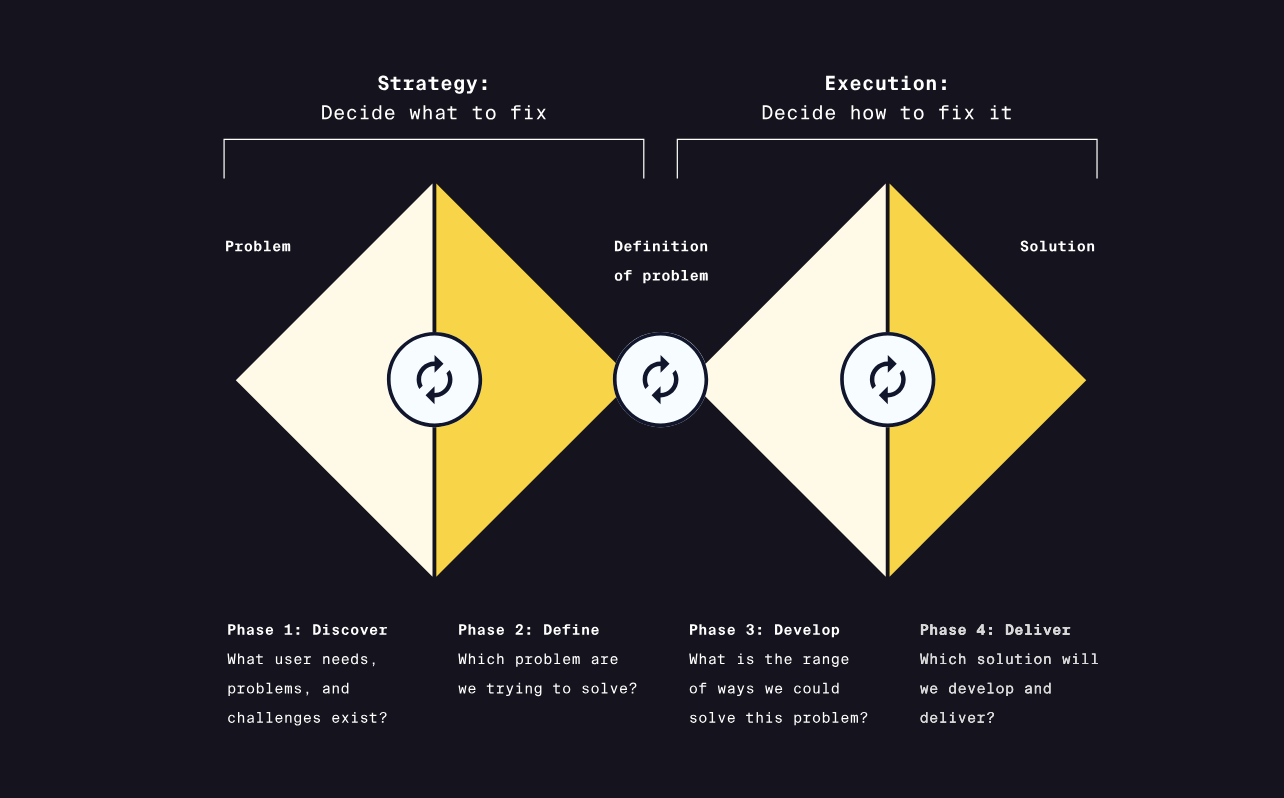 Strategy:
Decide what to fix
Execution:
Decide how to fix it
Problem
Definition
of problem
Solution
Phase 1: Discover
What user needs,
problems, and
challenges exist?
Phase 2: Define
Which problem are
we trying to solve?
Phase 3: Develop
What is the range
of ways we could
solve this problem?
Phase 4: Deliver
Which solution will
we develop and
deliver?